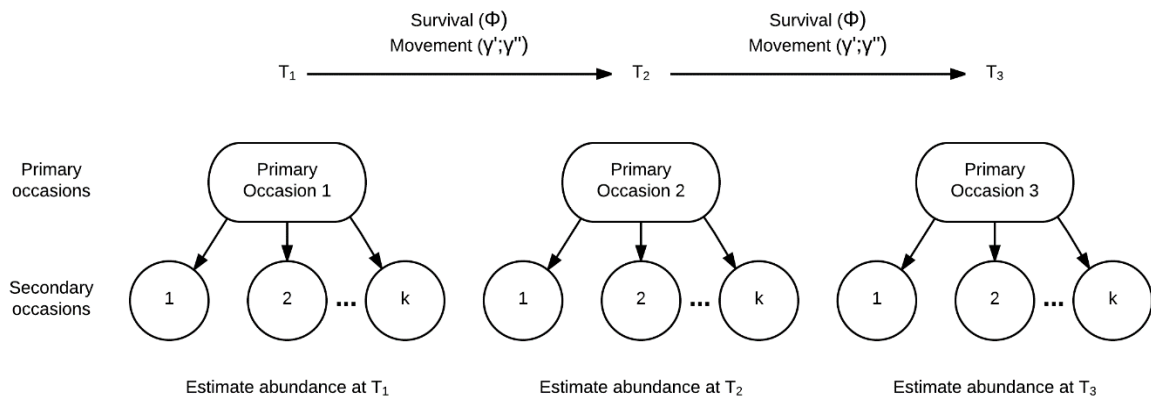 Survival (Φ)
Movement (γ';γ'')
Survival (Φ)
Movement (γ';γ'')
T₁
T₂
T₃
Primary
occasions
Primary
Occasion 1
Primary
Occasion 2
Primary
Occasion 3
Secondary
occasions
1
2
...
k
1
2
...
k
1
2
...
k
Estimate abundance at T₁
Estimate abundance at T₂
Estimate abundance at T₃